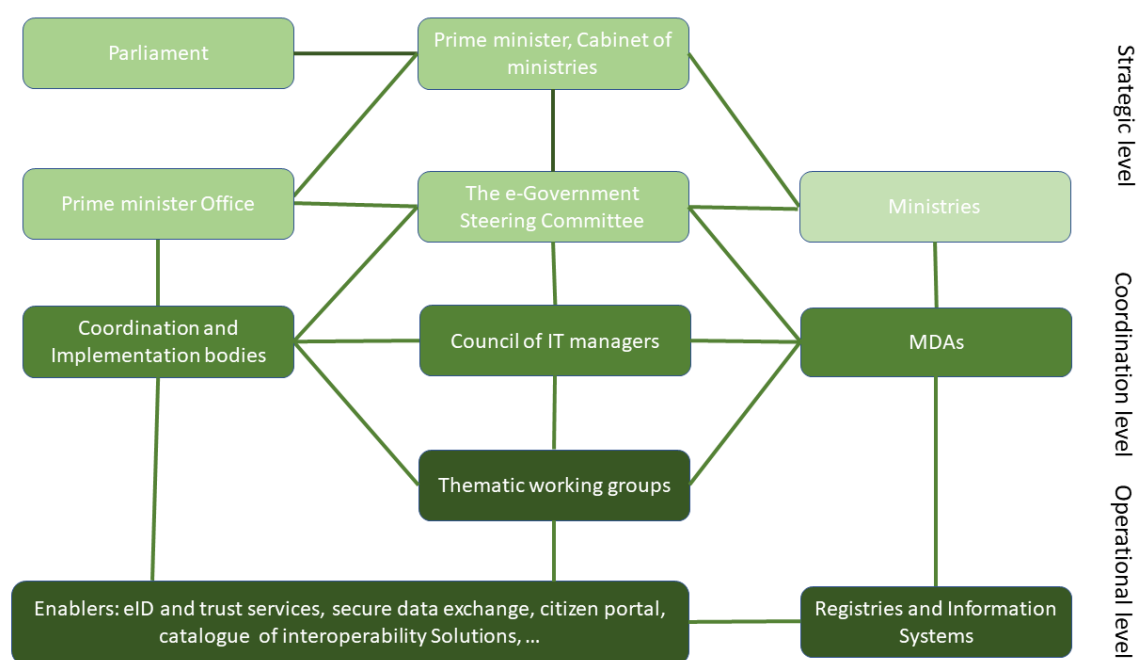 Parliament
Prime minister, Cabinet of
ministries
Strategic level
Prime minister Office
The e-Government
Steering Committee
Ministries
Coordination and
Implementation bodies
Council of IT managers
MDAs
Coordination level
Thematic working groups
Operational level
Enablers: eID and trust services, secure data exchange, citizen portal,
catalogue of interoperability Solutions, ...
Registries and Information
Systems